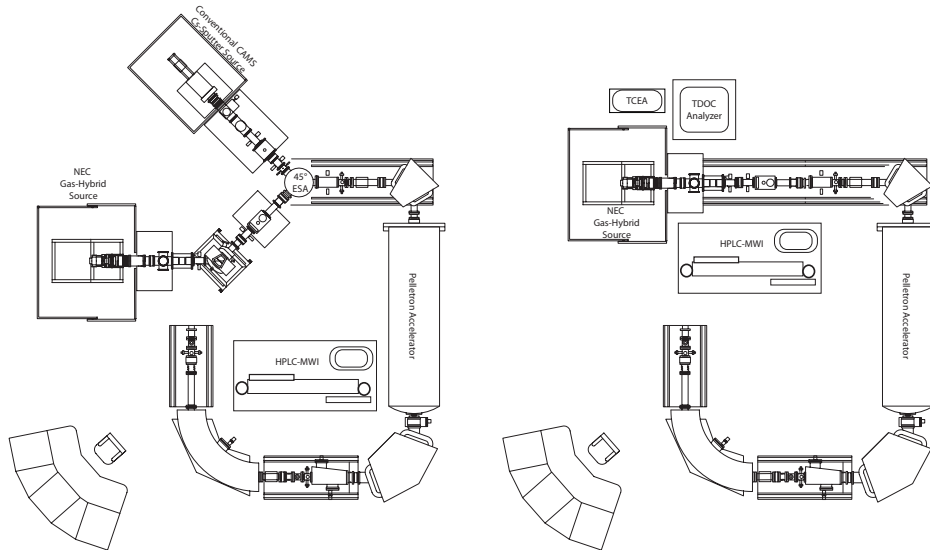 Conventional CAMS
Cs-Sputter Source
NEC
Gas-Hybrid
Source
45°
ESA
HPLC-MWI
Pelletron Accelerator
TCEA
TDOC
Analyzer
NEC
Gas-Hybrid
Source
HPLC-MWI
Pelletron Accelerator